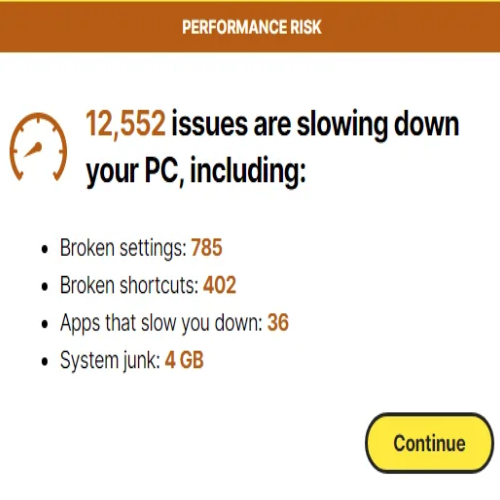 PERFORMANCE RISK
12,552 issues are slowing down
your PC, including:
Broken settings: 785
Broken shortcuts: 402
Apps that slow you down: 36
System junk: 4 GB
Continue